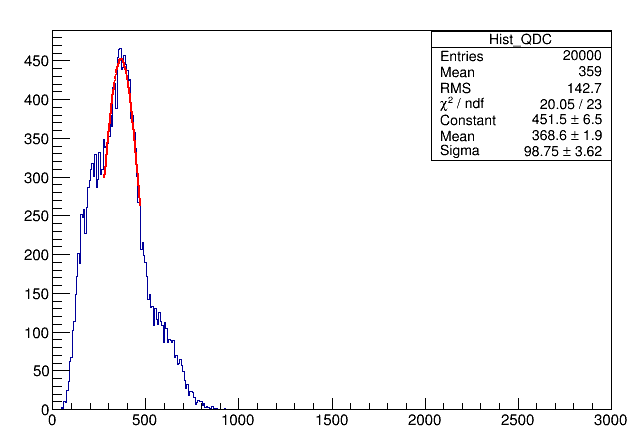 Hist_QDC
Entries 20000
Mean 359
RMS 142.7
χ² / ndf 20.05 / 23
Constant 451.5 ± 6.5
Mean 368.6 ± 1.9
Sigma 98.75 ± 3.62
450
400
350
300
250
200
150
100
50
0
0 500 1000 1500 2000 2500 3000